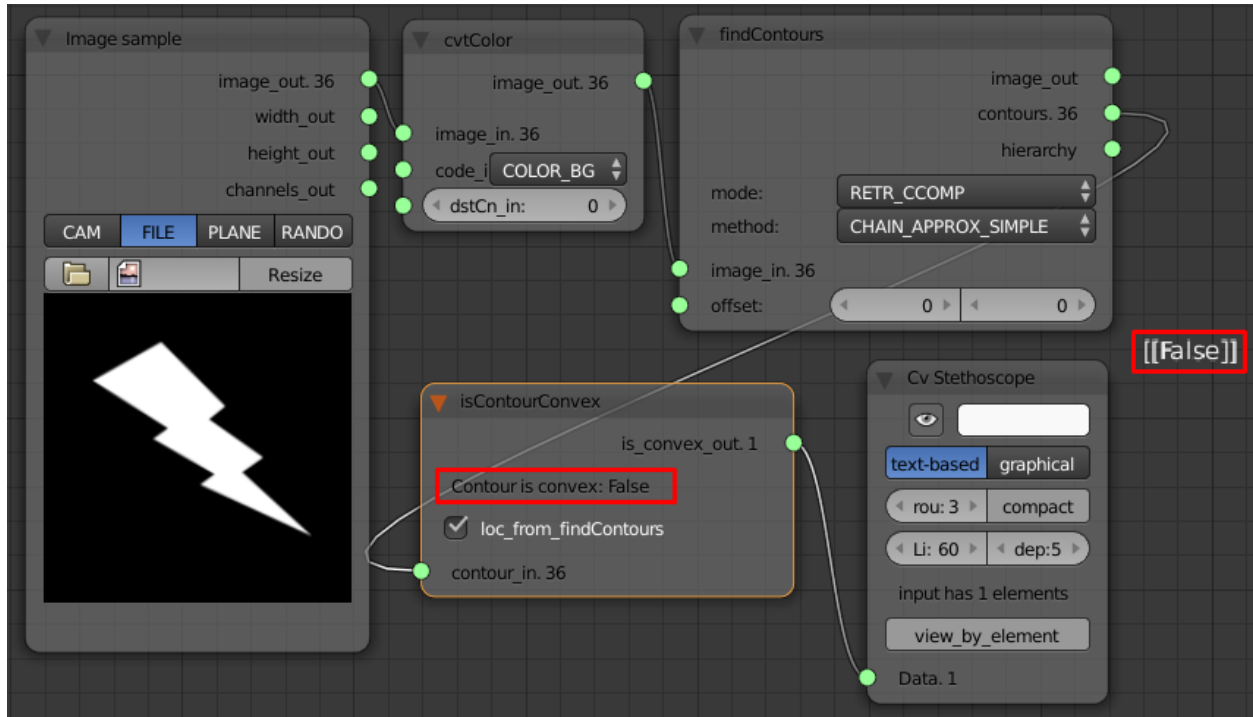 Image sample
image_out. 36
width_out
height_out
channels_out
CAM FILE PLANE RANDO
Resize
cvtColor
image_out. 36
image_in. 36
code_i COLOR_BG
dstCn_in: 0
findContours
image_out
contours. 36
hierarchy
mode: RETR_CCOMP
method: CHAIN_APPROX_SIMPLE
image_in. 36
offset: 0 0
isContourConvex
is_convex_out. 1
Contour is convex: False
loc_from_findContours
contour_in. 36
[[False]]
Cv Stethoscope
text-based graphical
rou: 3 compact
Li: 60 dep:5
input has 1 elements
view_by_element
Data. 1